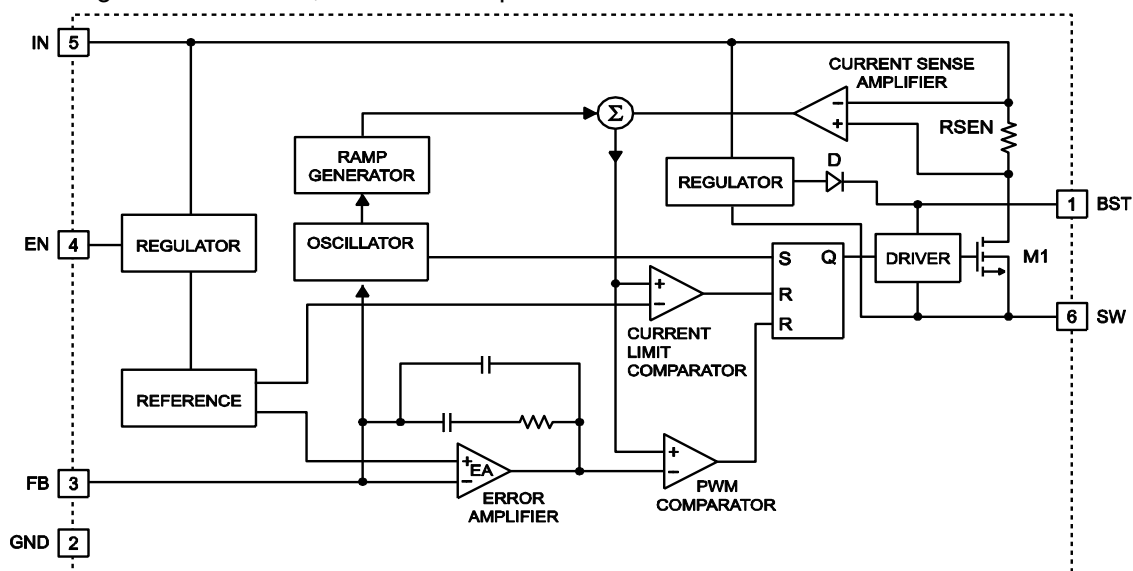 IN 5
CURRENT SENSE
AMPLIFIER
Σ
−
+
RSEN
RAMP
GENERATOR
D
REGULATOR
1 BST
EN 4
REGULATOR
OSCILLATOR
S Q
DRIVER
M1
+
−
R
R
6 SW
CURRENT
LIMIT
COMPARATOR
REFERENCE
+
−
EA
+
−
FB 3
ERROR
AMPLIFIER
PWM
COMPARATOR
GND 2